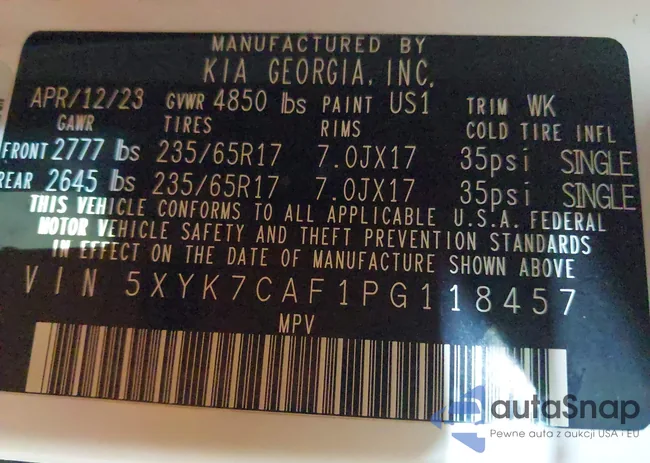 MANUFACTURED BY
KIA GEORGIA, INC.
APR/12/23 GVWR 4850 lbs PAINT US1 TRIM WK
GAWR TIRES RIMS COLD TIRE INFL
FRONT 2777 lbs 235/65R17 7.0JX17 35psi SINGLE
REAR 2645 lbs 235/65R17 7.0JX17 35psi SINGLE
THIS VEHICLE CONFORMS TO ALL APPLICABLE U.S.A. FEDERAL
MOTOR VEHICLE SAFETY AND THEFT PREVENTION STANDARDS
IN EFFECT ON THE DATE OF MANUFACTURE SHOWN ABOVE
VIN 5XYK7CAF1PG118457
MPV
autaSnap
Pewne auta z aukcji USA i EU